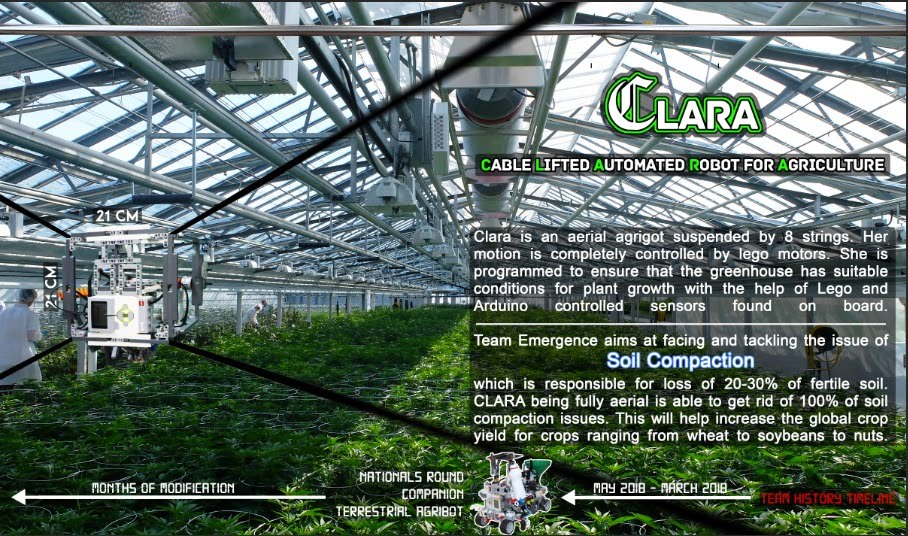 CLARA
CABLE LIFTED AUTOMATED ROBOT FOR AGRICULTURE
21 CM
21 CM
Clara is an aerial agrigot suspended by 8 strings. Her
motion is completely controlled by lego motors. She is
programmed to ensure that the greenhouse has suitable
conditions for plant growth with the help of Lego and
Arduino controlled sensors found on board.
Team Emergence aims at facing and tackling the issue of
Soil Compaction
which is responsible for loss of 20-30% of fertile soil.
CLARA being fully aerial is able to get rid of 100% of soil
compaction issues. This will help increase the global crop
yield for crops ranging from wheat to soybeans to nuts.
MONTHS OF MODIFICATION
NATIONALS ROUND
COMPANION
TERRESTRIAL AGRIBOT
MAY 2018 - MARCH 2018
TEAM HISTORY TIMELINE